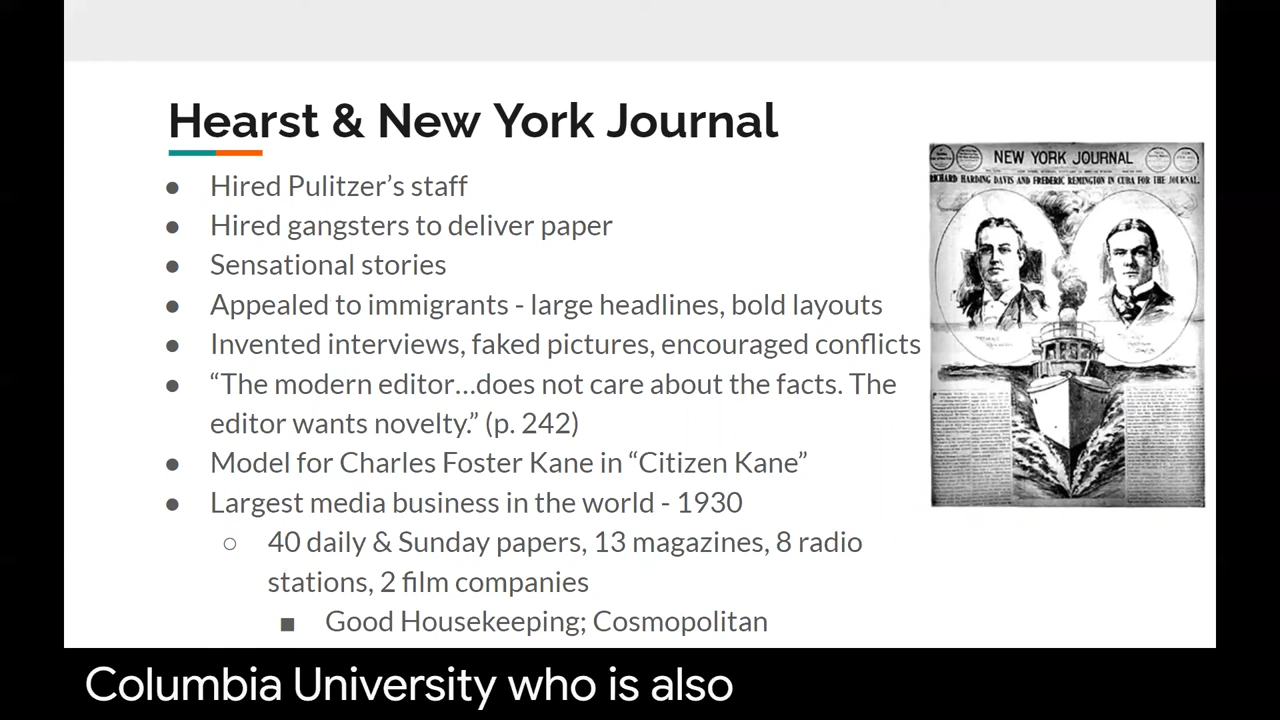 Hearst & New York Journal
● Hired Pulitzer’s staff
● Hired gangsters to deliver paper
● Sensational stories
● Appealed to immigrants - large headlines, bold layouts
● Invented interviews, faked pictures, encouraged conflicts
● “The modern editor...does not care about the facts. The
editor wants novelty.” (p. 242)
● Model for Charles Foster Kane in “Citizen Kane”
● Largest media business in the world - 1930
○ 40 daily & Sunday papers, 13 magazines, 8 radio
stations, 2 film companies
■ Good Housekeeping; Cosmopolitan
NEW YORK JOURNAL
RICHARD HARDING DAVIS AND FREDERIC REMINGTON IN CUBA FOR THE JOURNAL.
Columbia University who is also